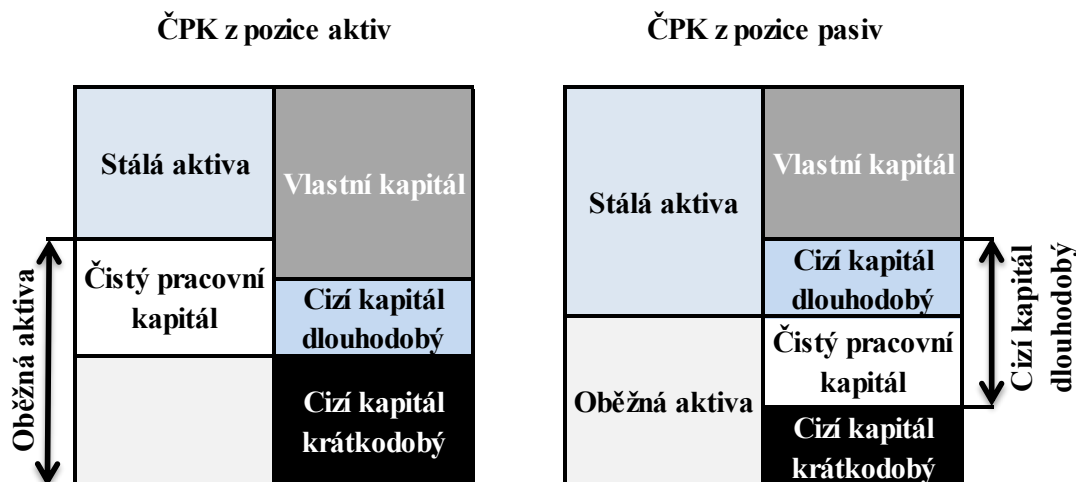 ČPK z pozice aktiv
Stálá aktiva
Vlastní kapitál
Čistý pracovní
kapitál
Cizí kapitál
dlouhodobý
Cizí kapitál
krátkodobý
Oběžná aktiva
ČPK z pozice pasiv
Stálá aktiva
Vlastní kapitál
Cizí kapitál
dlouhodobý
Čistý pracovní
kapitál
Oběžná aktiva
Cizí kapitál
krátkodobý
Cizí kapitál
dlouhodobý